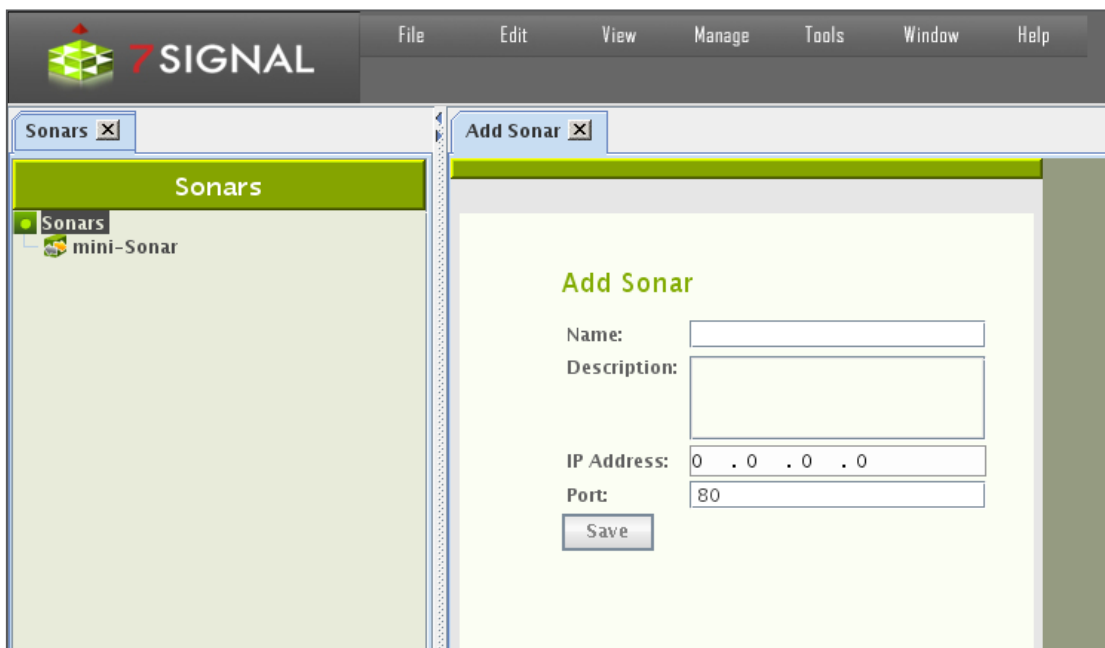 7SIGNAL
File Edit View Manage Tools Window Help
Sonars
Add Sonar
Sonars
Sonars
mini-Sonar
Add Sonar
Name:
Description:
IP Address: 0 . 0 . 0 . 0
Port: 80
Save